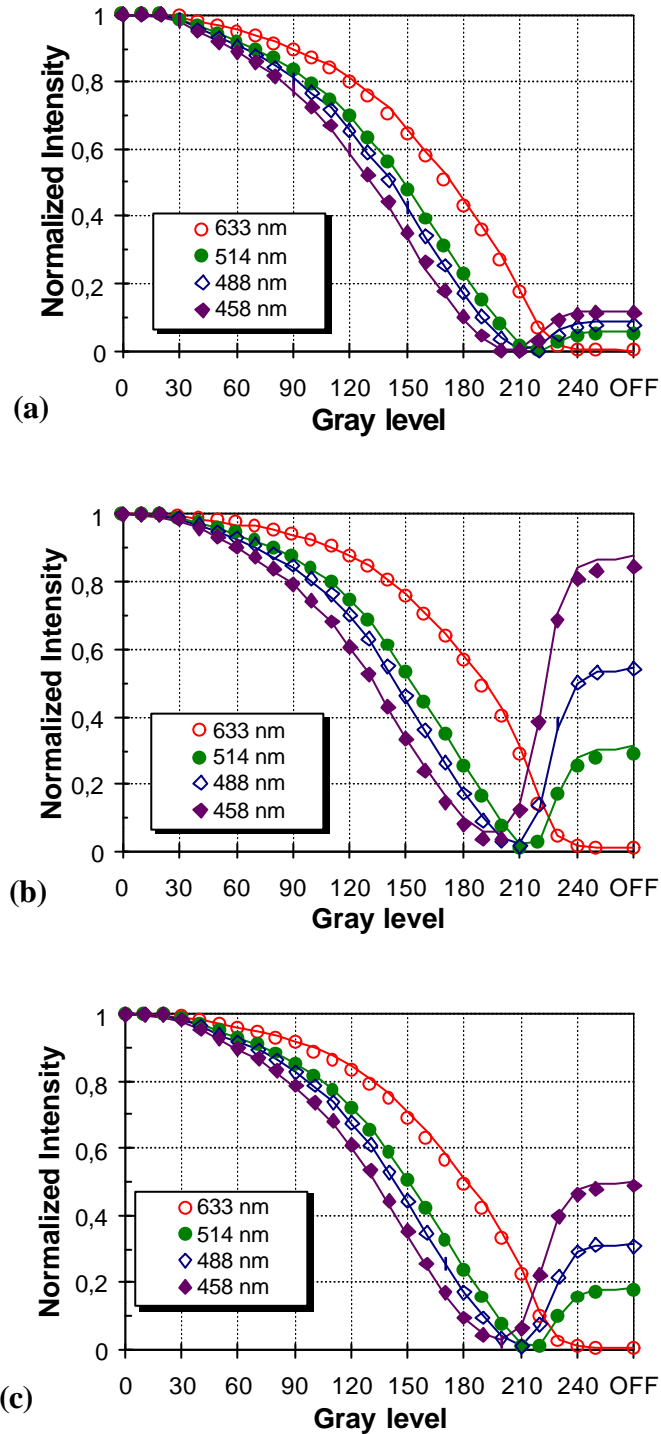 1
0,8
0,6
0,4
0,2
0
Normalized Intensity
633 nm
514 nm
488 nm
458 nm
0 30 60 90 120 150 180 210 240 OFF
Gray level
(a)
1
0,8
0,6
0,4
0,2
0
Normalized Intensity
633 nm
514 nm
488 nm
458 nm
0 30 60 90 120 150 180 210 240 OFF
Gray level
(b)
1
0,8
0,6
0,4
0,2
0
Normalized Intensity
633 nm
514 nm
488 nm
458 nm
0 30 60 90 120 150 180 210 240 OFF
Gray level
(c)